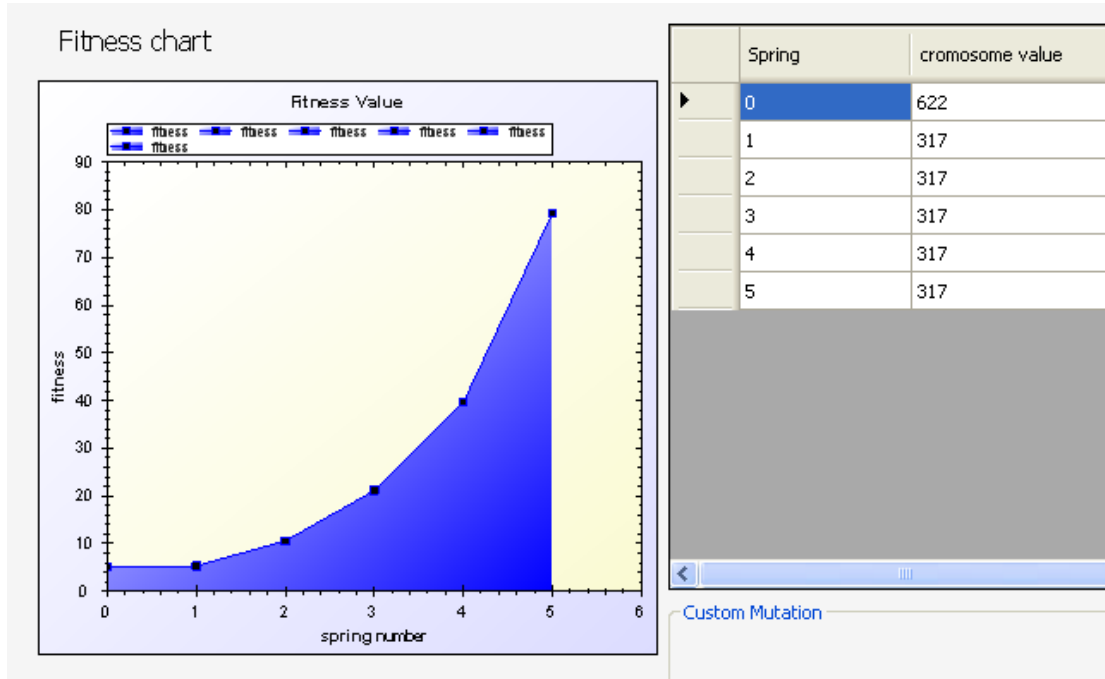 Fitness chart
Fitness Value
fitness fitness fitness fitness fitness
fitness
90
80
70
60
50
40
30
20
10
0
fitness
0 1 2 3 4 5 6
spring number
Spring cromosome value
0 622
1 317
2 317
3 317
4 317
5 317
Custom Mutation